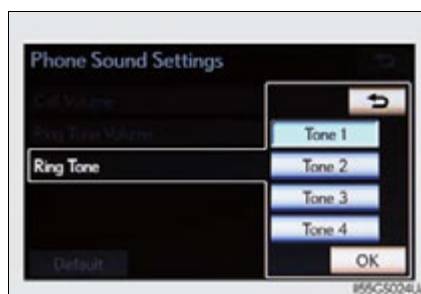 Phone Sound Settings
Call Volume
Ring Tone Volume
Ring Tone
Tone 1
Tone 2
Tone 3
Tone 4
Default
OK